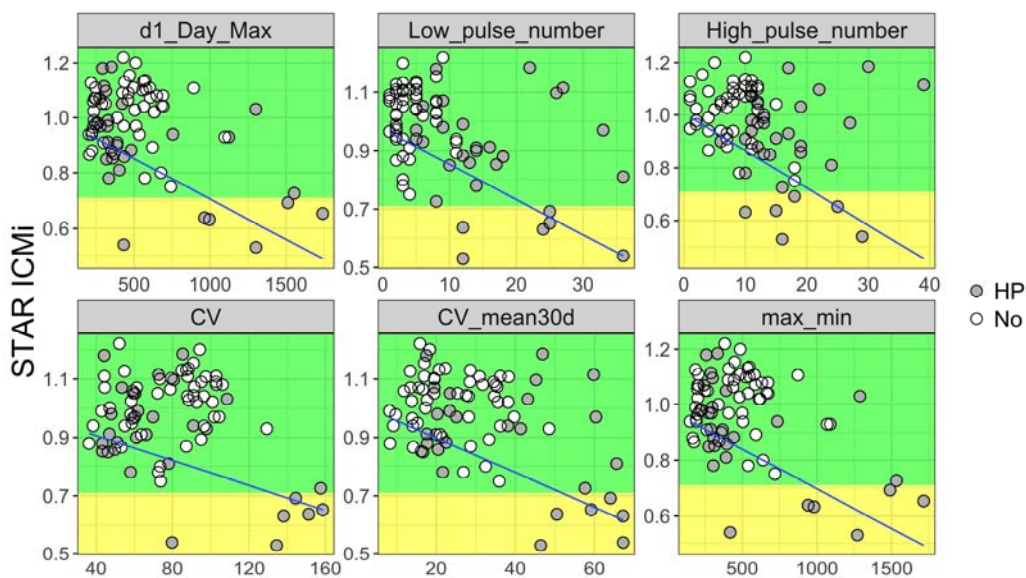 d1_Day_Max Low_pulse_number High_pulse_number
1.2 1.0 0.8 0.6
500 1000 1500
1.1 0.9 0.7 0.5
0 10 20 30
1.2 1.0 0.8 0.6
0 10 20 30 40
STAR ICMi
CV CV_mean30d max_min
1.1 0.9 0.7 0.5
40 80 120 160
1.1 0.9 0.7 0.5
20 40 60
1.2 1.0 0.8 0.6
500 1000 1500
HP
No